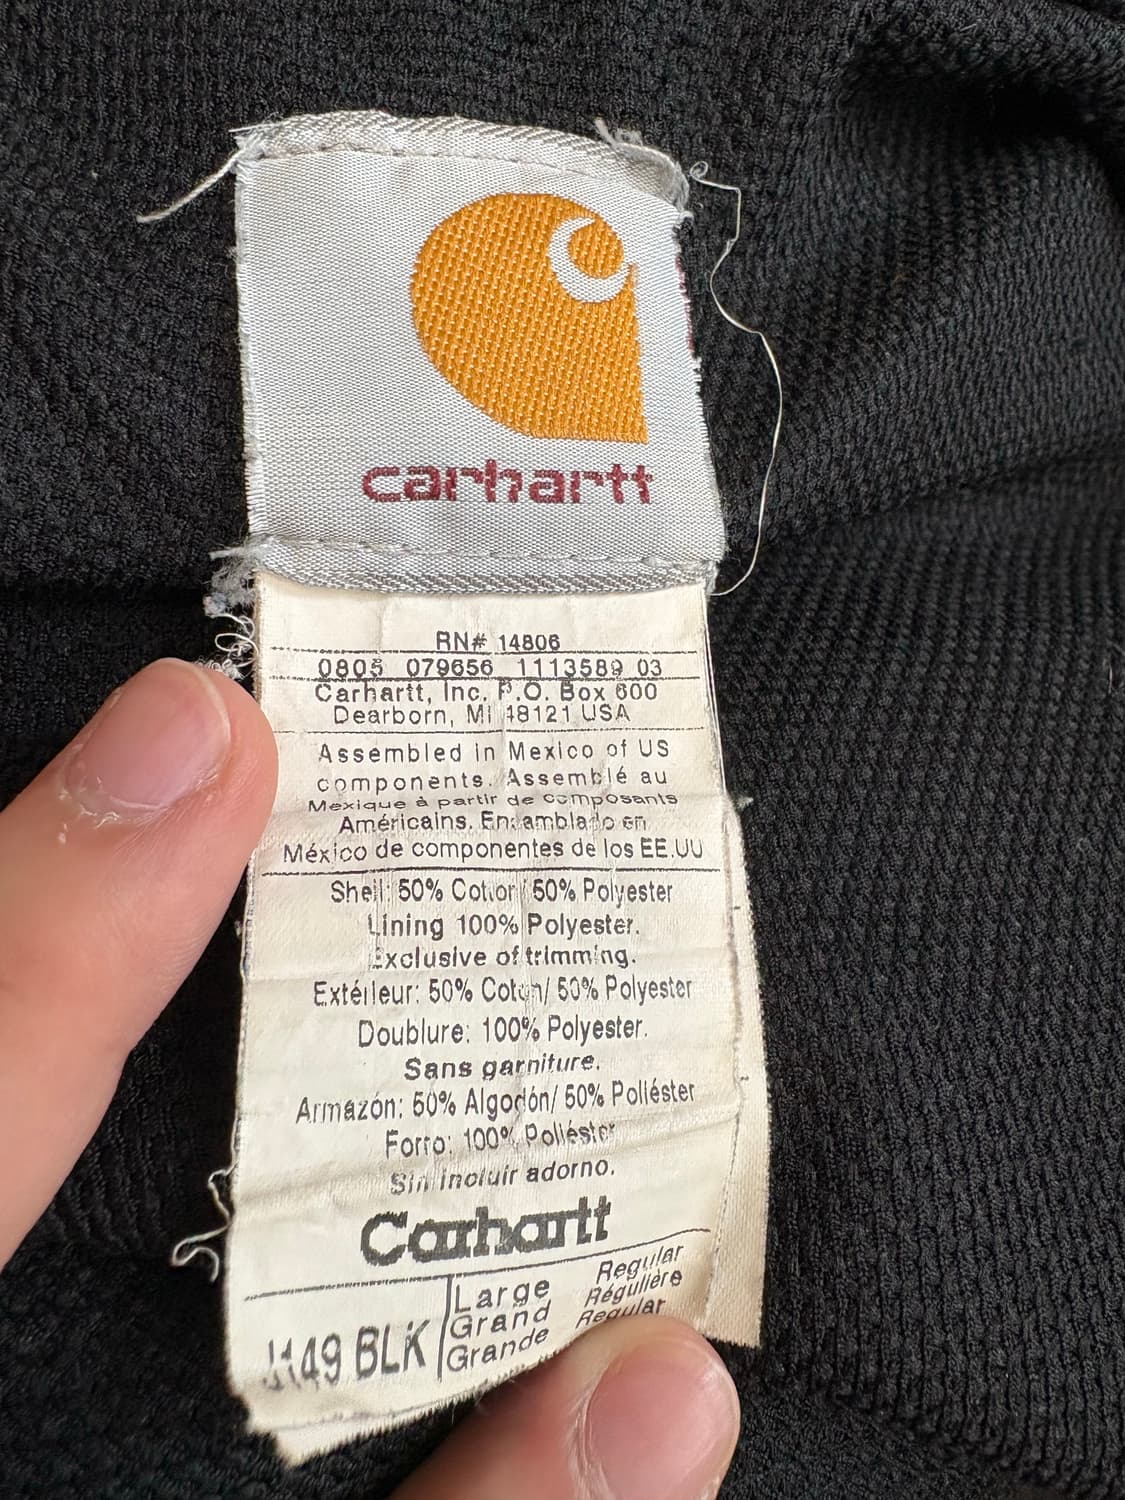 carhartt
RN# 14806
0805 079656 1113589 03
Carhartt, Inc. P.O. Box 600
Dearborn, MI 48121 USA
Assembled in Mexico of US
components. Assemblé au
Mexique à partir de composants
Américains. Ensamblado en
México de componentes de los EE.UU
Shell: 50% Cotton/ 50% Polyester
Lining 100% Polyester.
Exclusive of trimming.
Extérieur: 50% Coton/ 50% Polyester
Doublure: 100% Polyester.
Sans garniture.
Armazón: 50% Algodón/ 50% Poliéster
Forro: 100% Poliéster
Sin incluir adorno.
Carhartt
J149 BLK
Large Regular
Grand Régulière
Grande Regular